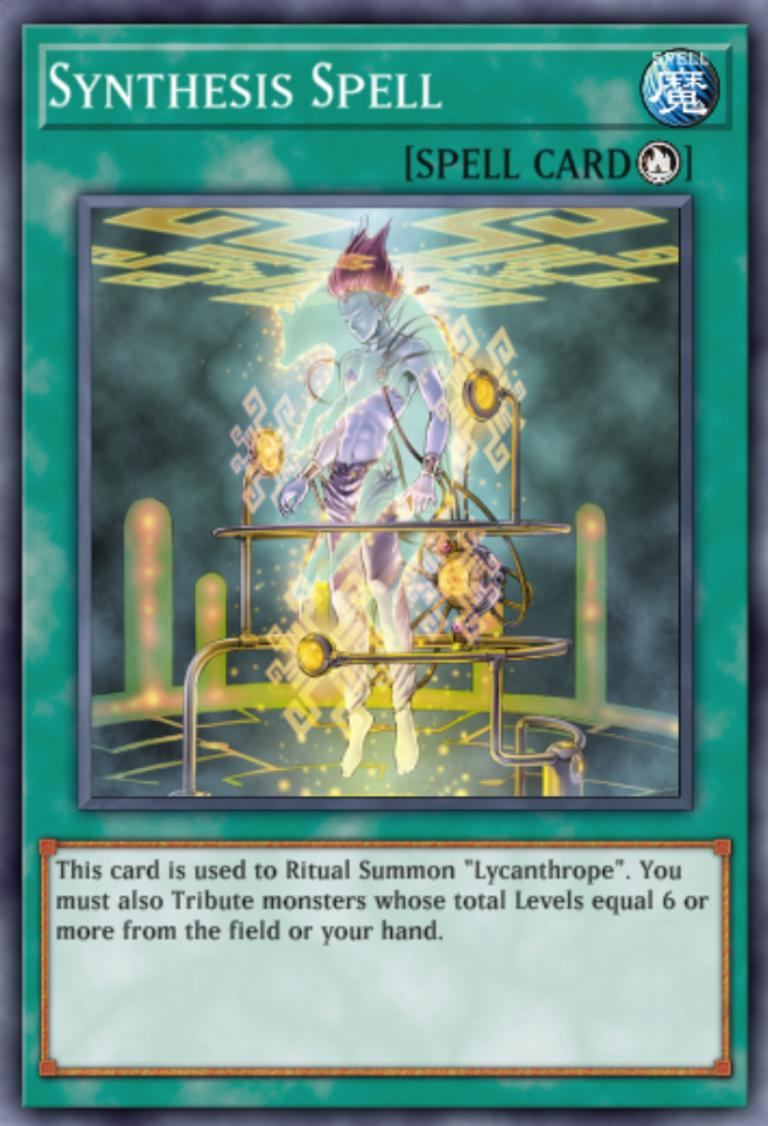 SYNTHESIS SPELL
SPELL
魔
[SPELL CARD]
This card is used to Ritual Summon "Lycanthrope". You
must also Tribute monsters whose total Levels equal 6 or
more from the field or your hand.